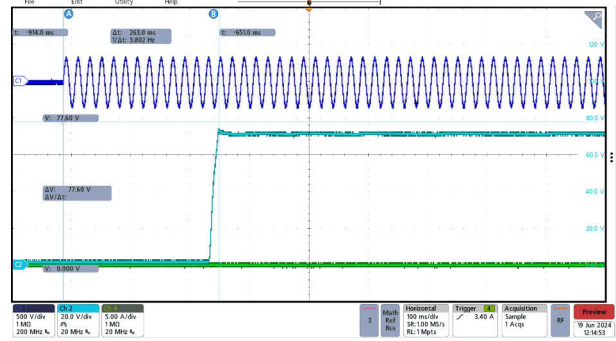 File Edit Utility Help
A B
t: -914.0 ms Δt: 263.0 ms t: -651.0 ms
1/Δt: 3.802 Hz
120 V
C1 100 V
V: 77.60 V 80.0 V
60.0 V
ΔV: 77.60 V 40.0 V
ΔV/Δt:
20.0 V
V: 0.000 V
Ch 2 Horizontal Trigger 4 Acquisition Preview
500 V/div 20.0 V/div 5.00 A/div 3 Math 100 ms/div 3.40 A Sample RF
1 MΩ 1 MΩ Ref SR: 1.00 MS/s 1 Acqs 19 Jun 2024
200 MHz 20 MHz 20 MHz Bus RL: 1 Mpts 12:14:53